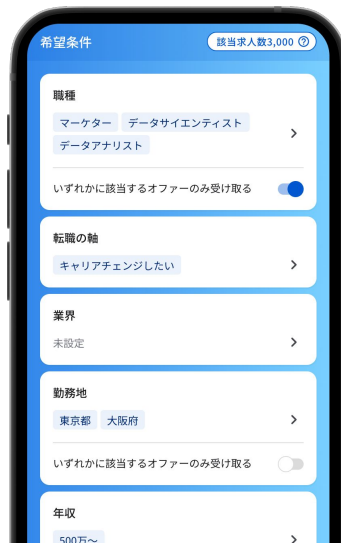 希望条件
該当求人数3,000 ?
職種
マーケター データサイエンティスト
データアナリスト
いずれかに該当するオファーのみ受け取る
転職の軸
キャリアチェンジしたい
業界
未設定
勤務地
東京都 大阪府
いずれかに該当するオファーのみ受け取る
年収
500万〜